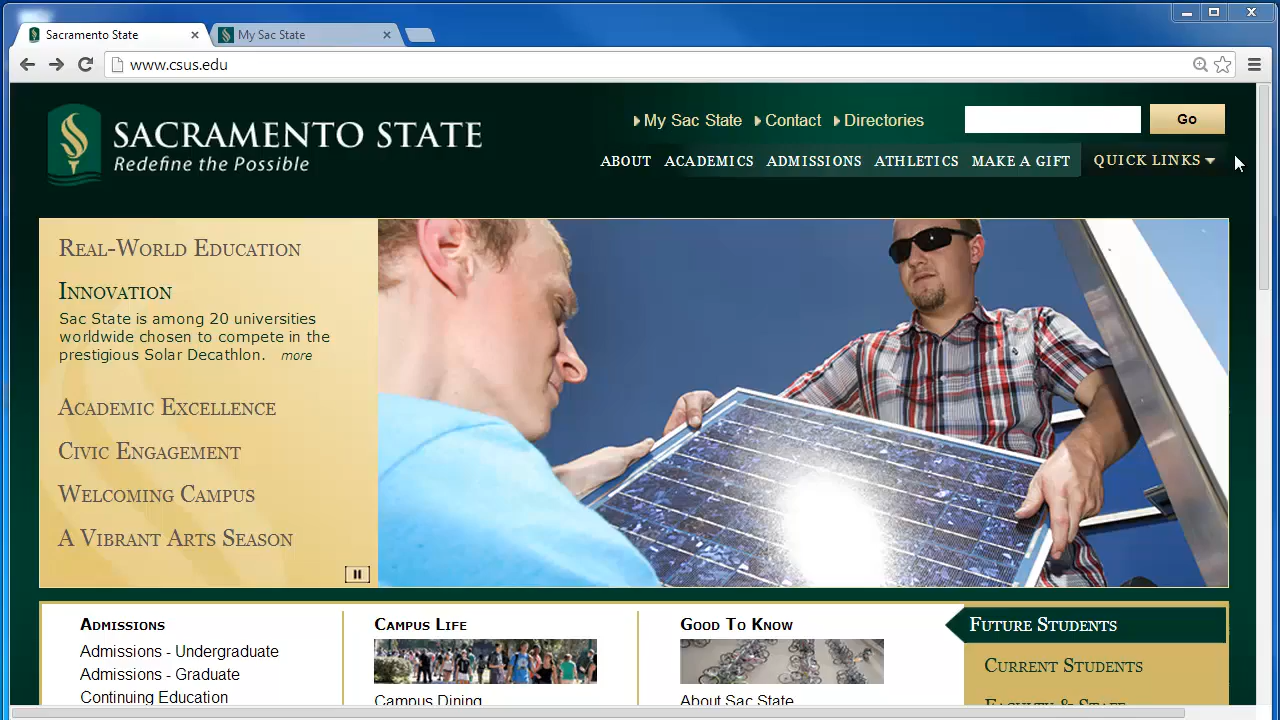 Sacramento State
My Sac State
www.csus.edu
SACRAMENTO STATE
Redefine the Possible
My Sac State Contact Directories
Go
ABOUT ACADEMICS ADMISSIONS ATHLETICS MAKE A GIFT QUICK LINKS
REAL-WORLD EDUCATION
INNOVATION
Sac State is among 20 universities
worldwide chosen to compete in the
prestigious Solar Decathlon. more
ACADEMIC EXCELLENCE
CIVIC ENGAGEMENT
WELCOMING CAMPUS
A VIBRANT ARTS SEASON
ADMISSIONS
Admissions - Undergraduate
Admissions - Graduate
Continuing Education
CAMPUS LIFE
Campus Dining
GOOD TO KNOW
About Sac State
FUTURE STUDENTS
CURRENT STUDENTS
FACULTY & STAFF